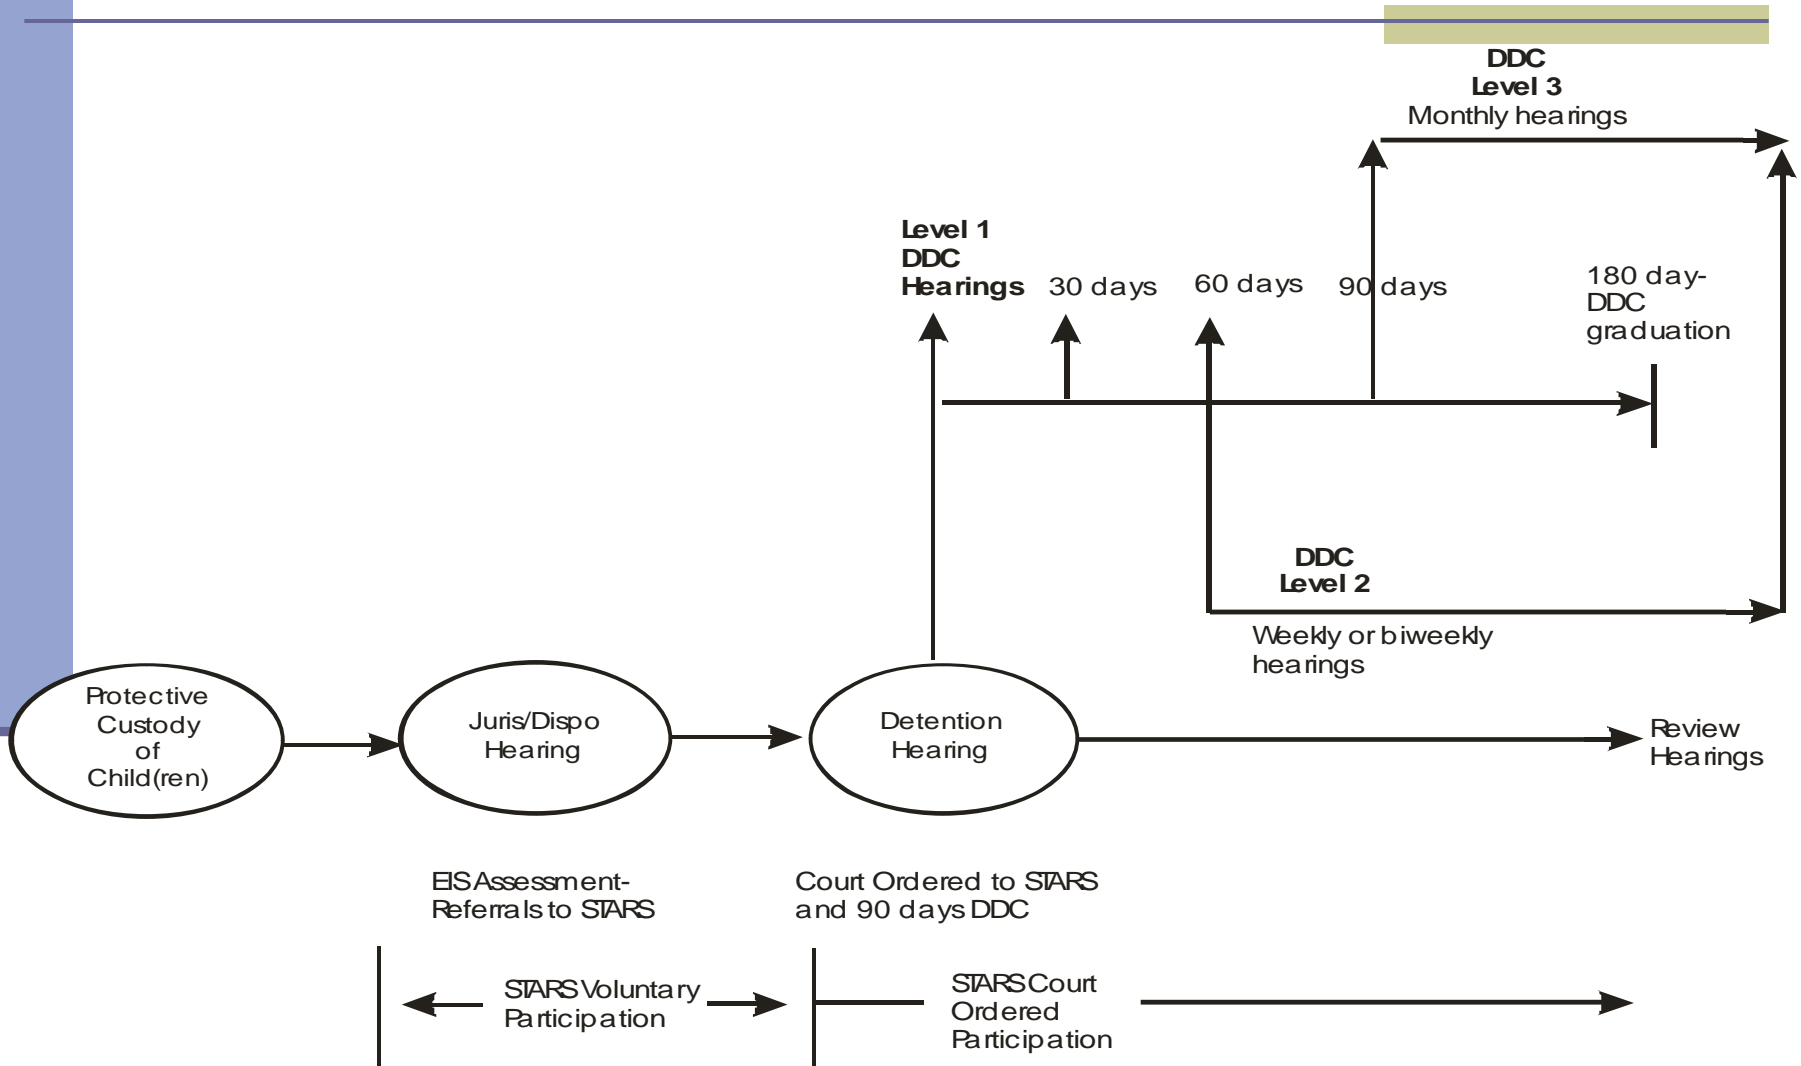 DDC
Level 3
Monthly hearings
Level 1
DDC
Hearings
30 days
60 days
90 days
180 day-
DDC
graduation
DDC
Level 2
Weekly or biweekly
hearings
Protective
Custody
of
Child(ren)
Juris/Dispo
Hearing
Detention
Hearing
Review
Hearings
EIS Assessment-
Referrals to STARS
Court Ordered to STARS
and 90 days DDC
STARS Voluntary
Participation
STARS Court
Ordered
Participation